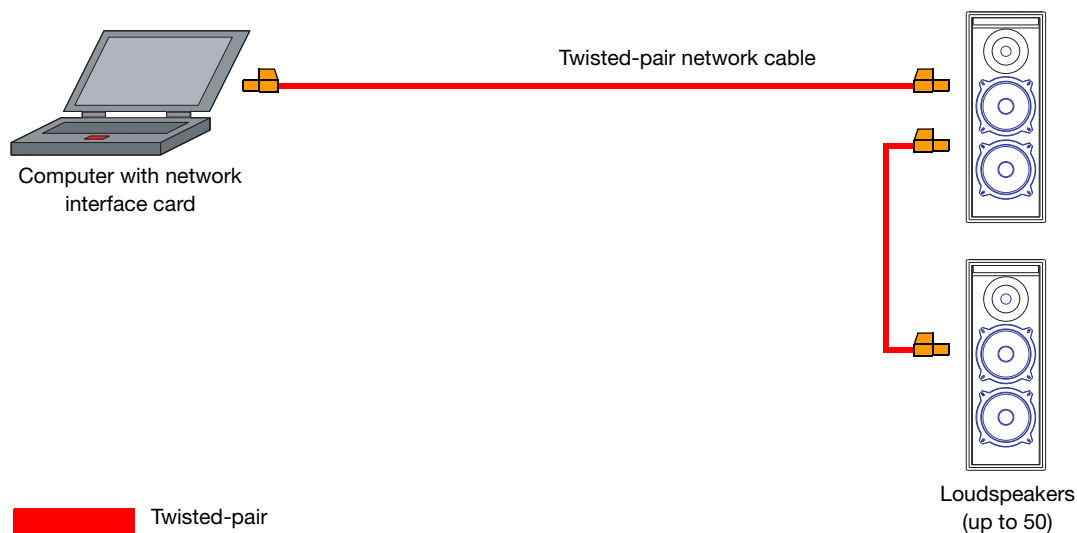 Twisted-pair network cable
Computer with network
interface card
Loudspeakers
(up to 50)
Twisted-pair